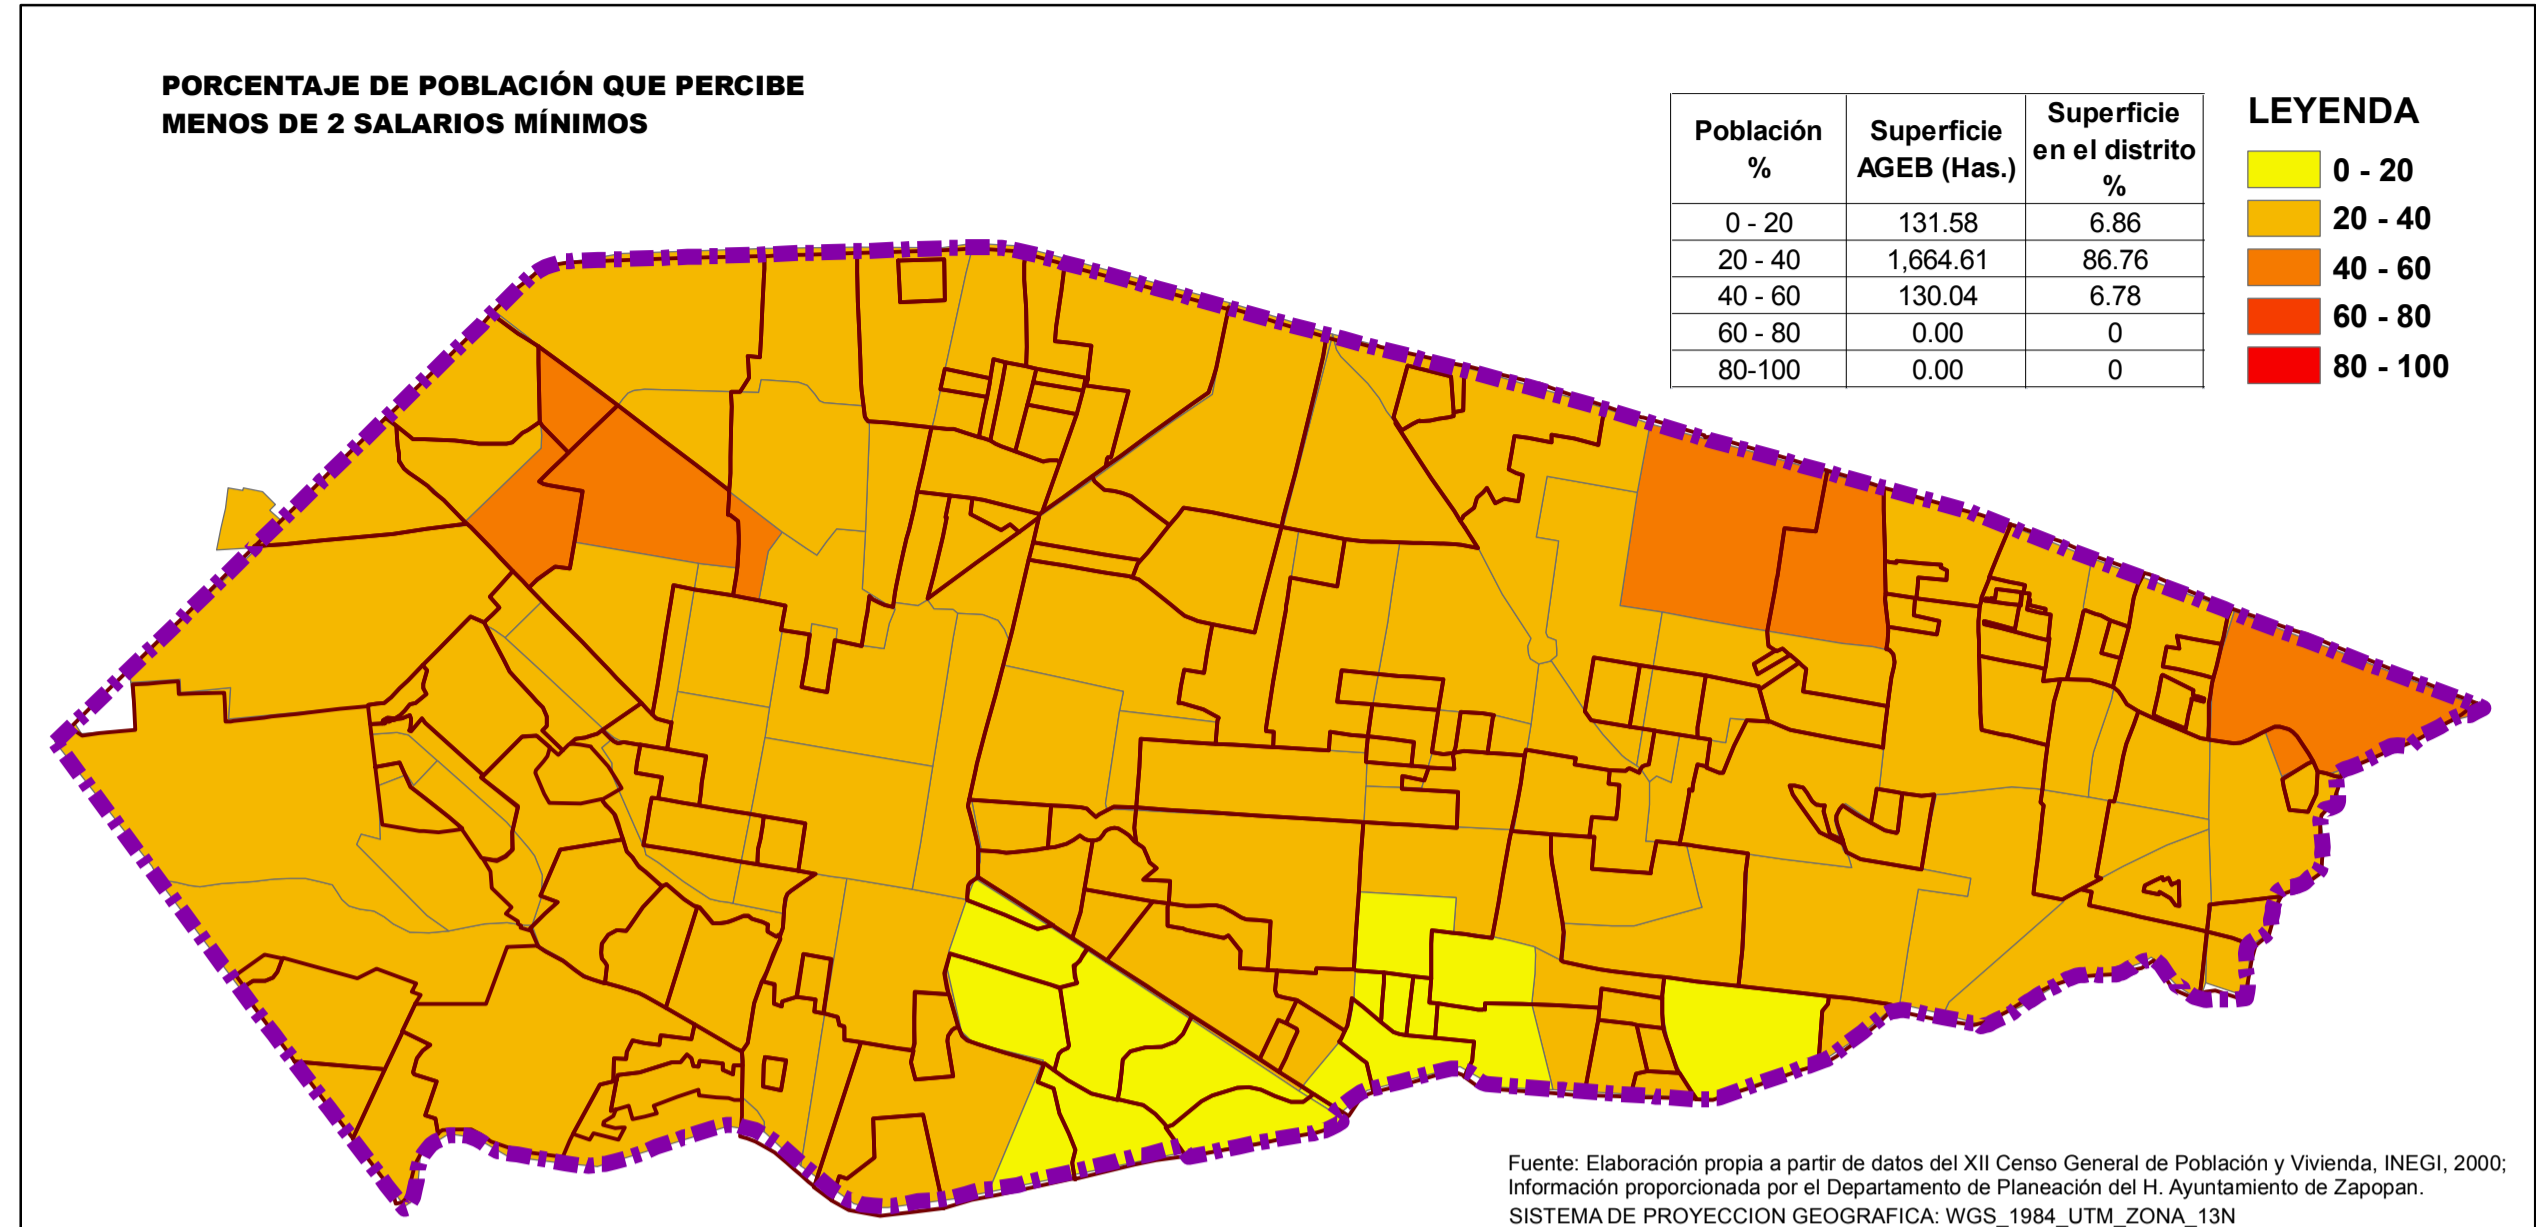 PORCENTAJE DE POBLACIÓN QUE PERCIBE
MENOS DE 2 SALARIOS MÍNIMOS
Población % Superficie AGEB (Has.) Superficie en el distrito %
0 - 20 131.58 6.86
20 - 40 1,664.61 86.76
40 - 60 130.04 6.78
60 - 80 0.00 0
80-100 0.00 0
LEYENDA
0 - 20
20 - 40
40 - 60
60 - 80
80 - 100
Fuente: Elaboración propia a partir de datos del XII Censo General de Población y Vivienda, INEGI, 2000;
Información proporcionada por el Departamento de Planeación del H. Ayuntamiento de Zapopan.
SISTEMA DE PROYECCION GEOGRAFICA: WGS_1984_UTM_ZONA_13N